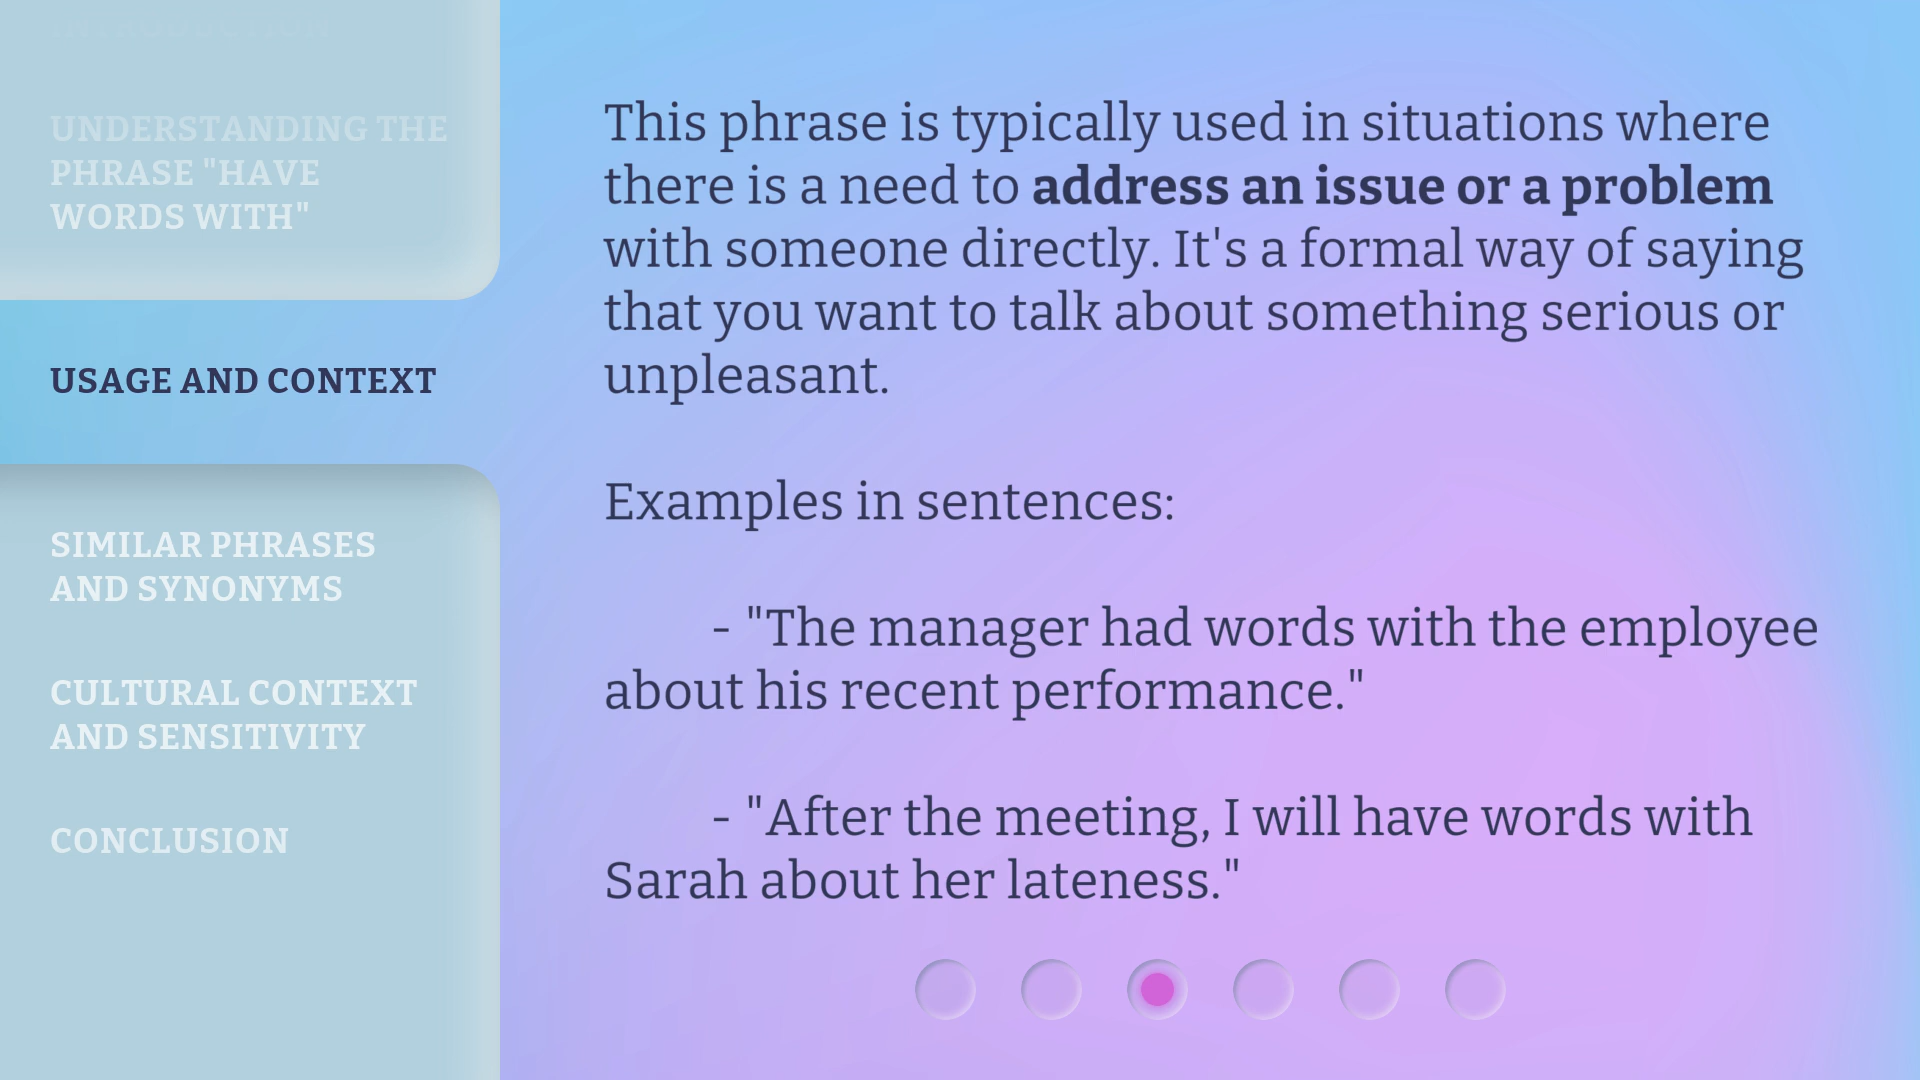 UNDERSTANDING THE
PHRASE "HAVE
WORDS WITH"
USAGE AND CONTEXT
SIMILAR PHRASES
AND SYNONYMS
CULTURAL CONTEXT
AND SENSITIVITY
CONCLUSION
This phrase is typically used in situations where
there is a need to address an issue or a problem
with someone directly. It's a formal way of saying
that you want to talk about something serious or
unpleasant.
Examples in sentences:
- "The manager had words with the employee
about his recent performance."
- "After the meeting, I will have words with
Sarah about her lateness."